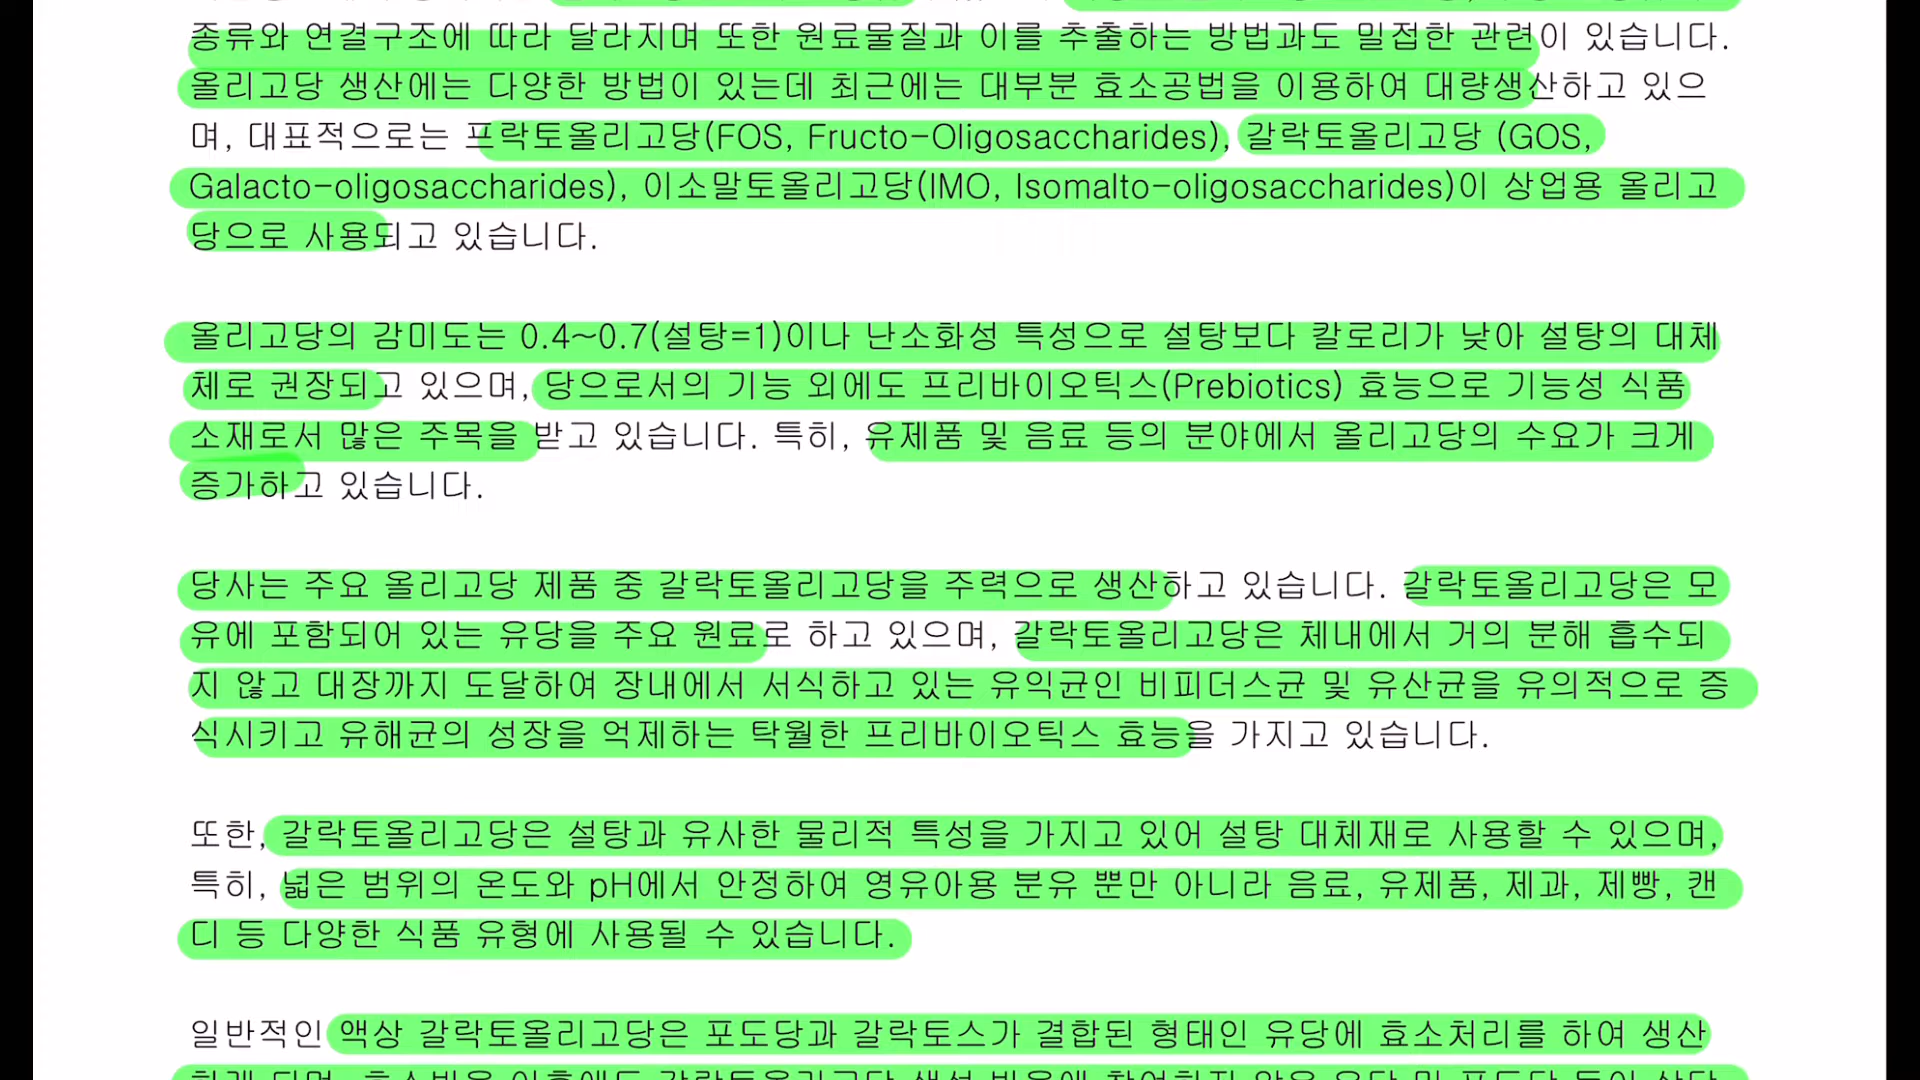 종류와 연결구조에 따라 달라지며 또한 원료물질과 이를 추출하는 방법과도 밀접한 관련이 있습니다.
올리고당 생산에는 다양한 방법이 있는데 최근에는 대부분 효소공법을 이용하여 대량생산하고 있으
며, 대표적으로는 프락토올리고당(FOS, Fructo-Oligosaccharides), 갈락토올리고당 (GOS,
Galacto-oligosaccharides), 이소말토올리고당(IMO, Isomalto-oligosaccharides)이 상업용 올리고
당으로 사용되고 있습니다.
올리고당의 감미도는 0.4~0.7(설탕=1)이나 난소화성 특성으로 설탕보다 칼로리가 낮아 설탕의 대체
체로 권장되고 있으며, 당으로서의 기능 외에도 프리바이오틱스(Prebiotics) 효능으로 기능성 식품
소재로서 많은 주목을 받고 있습니다. 특히, 유제품 및 음료 등의 분야에서 올리고당의 수요가 크게
증가하고 있습니다.
당사는 주요 올리고당 제품 중 갈락토올리고당을 주력으로 생산하고 있습니다. 갈락토올리고당은 모
유에 포함되어 있는 유당을 주요 원료로 하고 있으며, 갈락토올리고당은 체내에서 거의 분해 흡수되
지 않고 대장까지 도달하여 장내에서 서식하고 있는 유익균인 비피더스균 및 유산균을 유의적으로 증
식시키고 유해균의 성장을 억제하는 탁월한 프리바이오틱스 효능을 가지고 있습니다.
또한, 갈락토올리고당은 설탕과 유사한 물리적 특성을 가지고 있어 설탕 대체재로 사용할 수 있으며,
특히, 넓은 범위의 온도와 pH에서 안정하여 영유아용 분유 뿐만 아니라 음료, 유제품, 제과, 제빵, 캔
디 등 다양한 식품 유형에 사용될 수 있습니다.
일반적인 액상 갈락토올리고당은 포도당과 갈락토스가 결합된 형태인 유당에 효소처리를 하여 생산